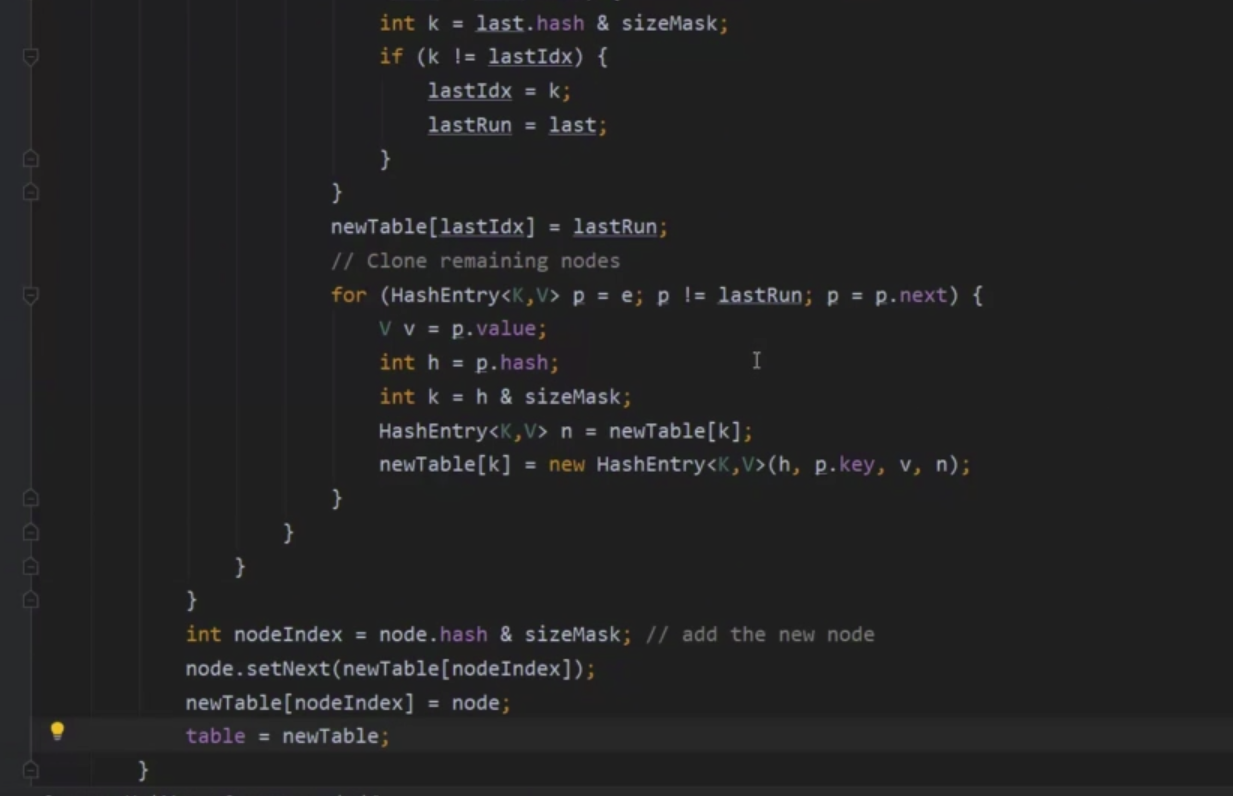 int k = last.hash & sizeMask;
if (k != lastIdx) {
lastIdx = k;
lastRun = last;
}
}
newTable[lastIdx] = lastRun;
// Clone remaining nodes
for (HashEntry<K,V> p = e; p != lastRun; p = p.next) {
V v = p.value;
int h = p.hash;
int k = h & sizeMask;
HashEntry<K,V> n = newTable[k];
newTable[k] = new HashEntry<K,V>(h, p.key, v, n);
}
}
}
}
int nodeIndex = node.hash & sizeMask; // add the new node
node.setNext(newTable[nodeIndex]);
newTable[nodeIndex] = node;
table = newTable;
}